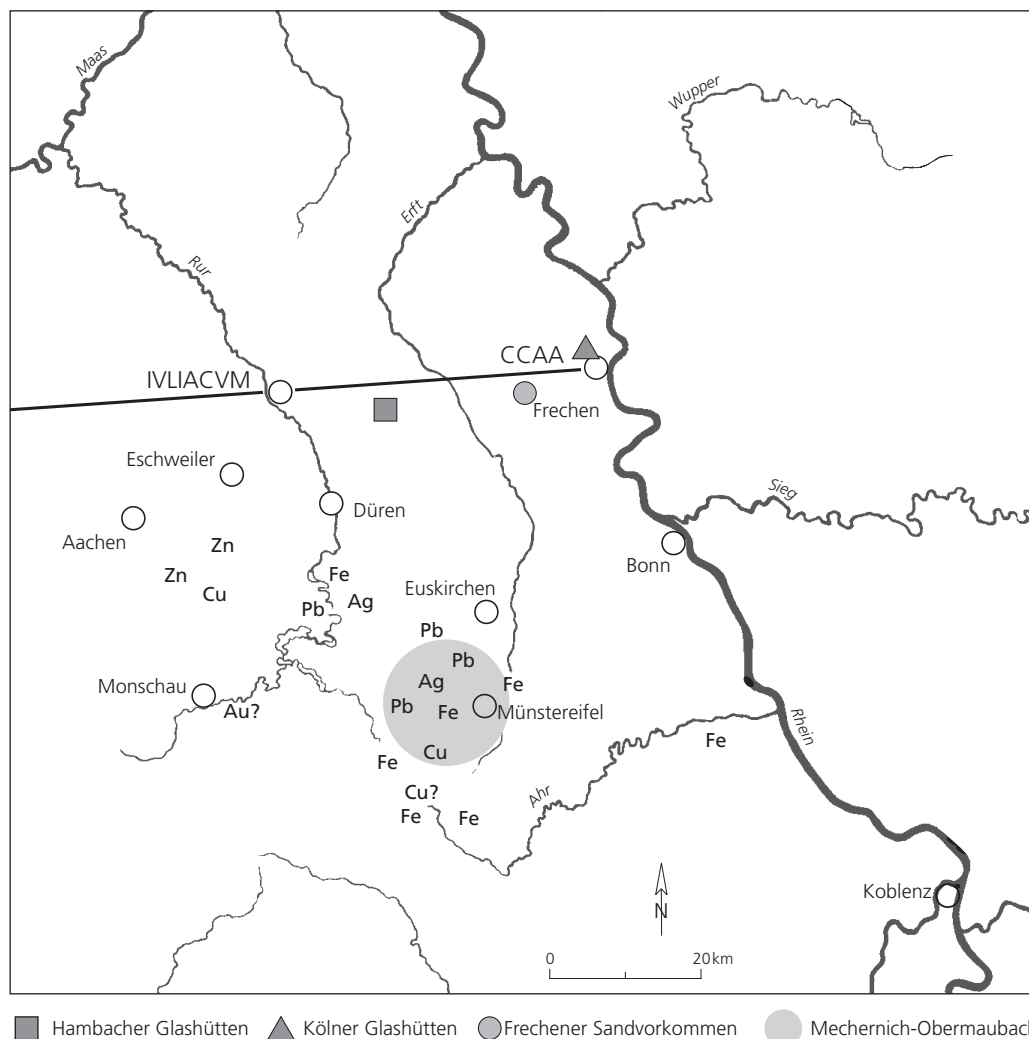 Maas
Wupper
Erft
Rur
CCAA
IVLIACVM
Frechen
Eschweiler
Sieg
Düren
Aachen
Zn
Bonn
Zn
Fe
Cu
Euskirchen
Ag
Pb
Pb
Pb
Ag
Fe
Monschau
Pb
Fe
Münstereifel
Au?
Rhein
Fe
Cu
Fe
Cu?
Ahr
Fe
Fe
Koblenz
N
0 20km
Hambacher Glashütten Kölner Glashütten Frechener Sandvorkommen Mechernich-Obermaubach